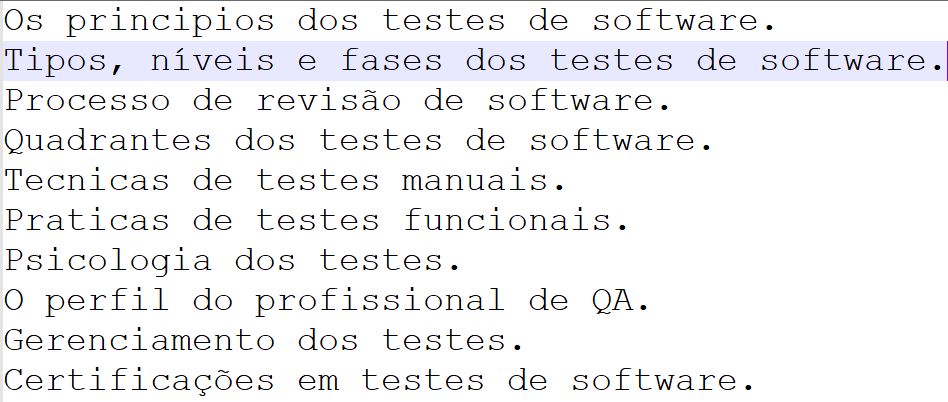 Os principios dos testes de software.
Tipos, níveis e fases dos testes de software.
Processo de revisão de software.
Quadrantes dos testes de software.
Tecnicas de testes manuais.
Praticas de testes funcionais.
Psicologia dos testes.
O perfil do profissional de QA.
Gerenciamento dos testes.
Certificações em testes de software.